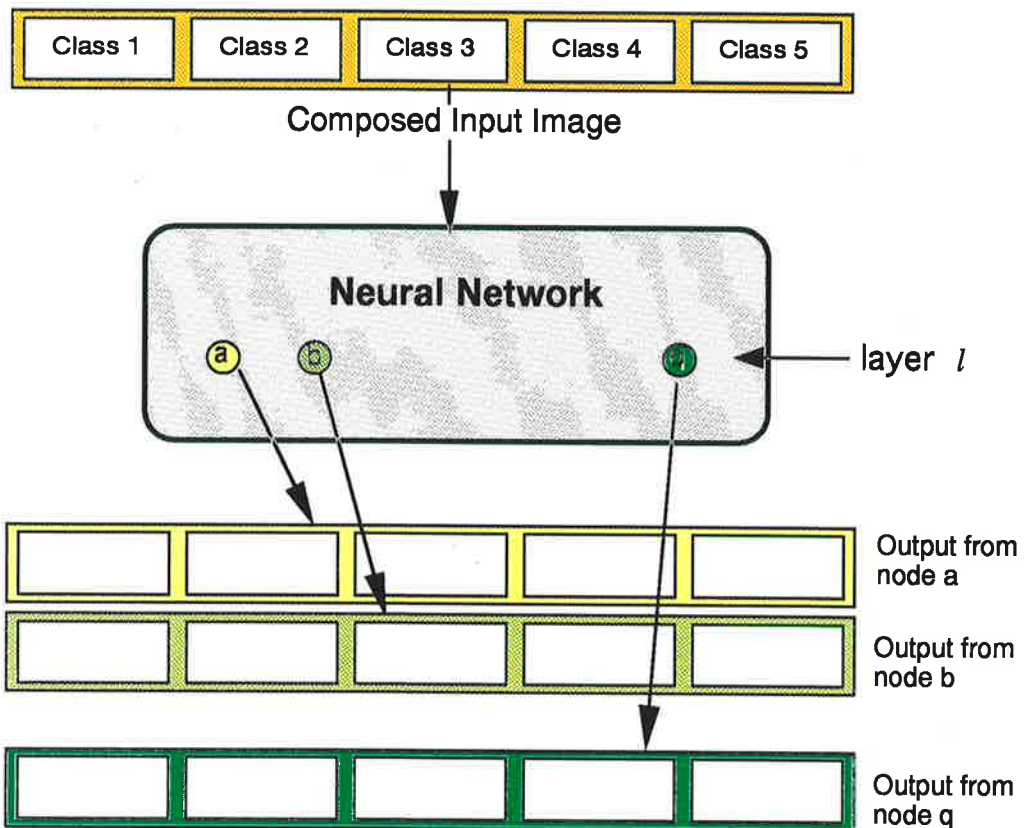 Class 1 Class 2 Class 3 Class 4 Class 5
Composed Input Image
Neural Network
a b q
layer l
Output from
node a
Output from
node b
Output from
node q